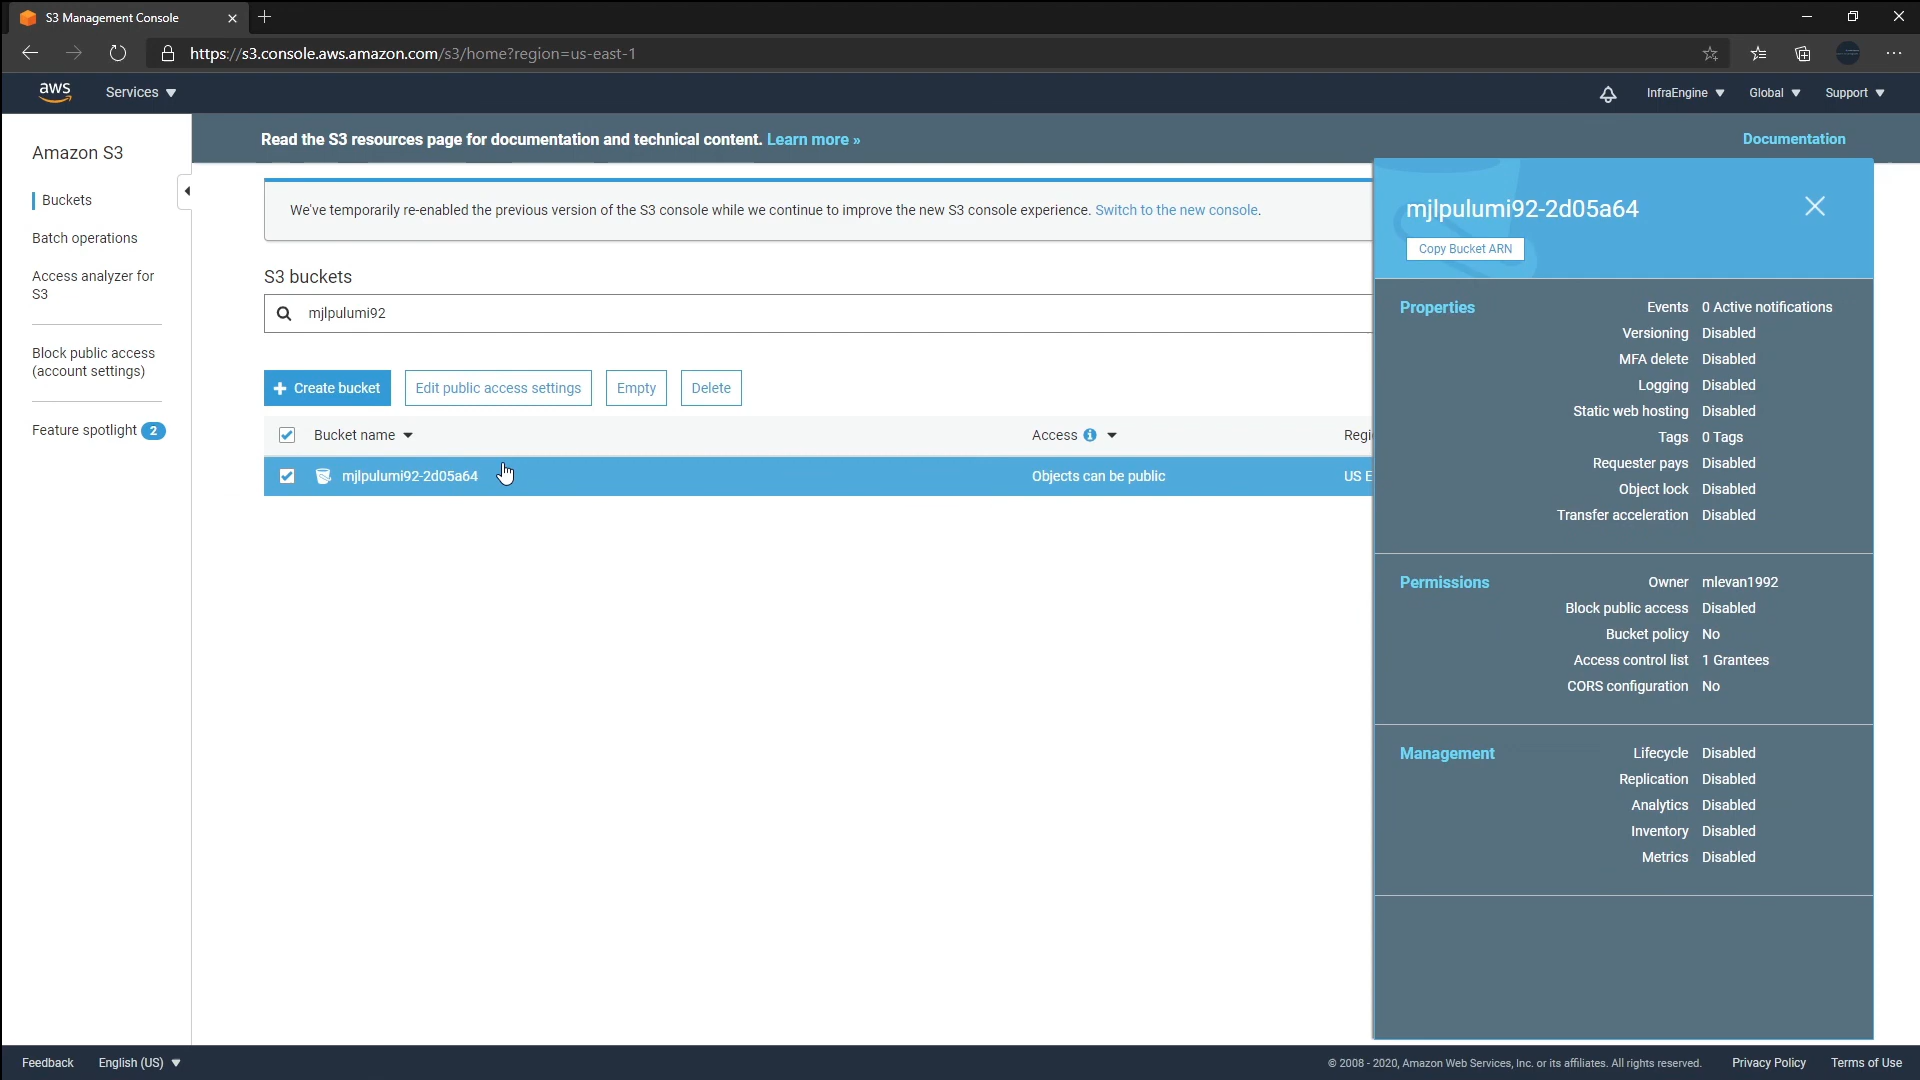 S3 Management Console
https://s3.console.aws.amazon.com/s3/home?region=us-east-1
aws
Services
InfraEngine
Global
Support
Amazon S3
Buckets
Batch operations
Access analyzer for
S3
Block public access
(account settings)
Feature spotlight 2
Read the S3 resources page for documentation and technical content. Learn more »
Documentation
We've temporarily re-enabled the previous version of the S3 console while we continue to improve the new S3 console experience. Switch to the new console.
S3 buckets
mjlpulumi92
Create bucket
Edit public access settings
Empty
Delete
Bucket name
Access
Regi
mjlpulumi92-2d05a64
Objects can be public
US E
mjlpulumi92-2d05a64
Copy Bucket ARN
Properties
Events 0 Active notifications
Versioning Disabled
MFA delete Disabled
Logging Disabled
Static web hosting Disabled
Tags 0 Tags
Requester pays Disabled
Object lock Disabled
Transfer acceleration Disabled
Permissions
Owner mlevan1992
Block public access Disabled
Bucket policy No
Access control list 1 Grantees
CORS configuration No
Management
Lifecycle Disabled
Replication Disabled
Analytics Disabled
Inventory Disabled
Metrics Disabled
Feedback
English (US)
© 2008 - 2020, Amazon Web Services, Inc. or its affiliates. All rights reserved.
Privacy Policy
Terms of Use